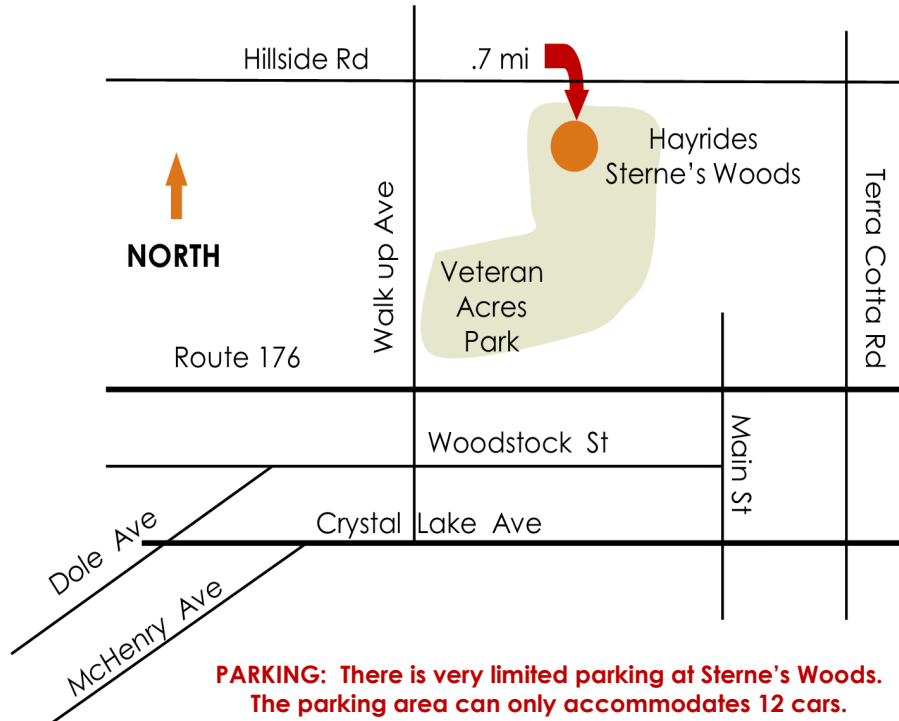 Hillside Rd
.7 mi
Hayrides
Sterne’s Woods
NORTH
Walk up Ave
Veteran
Acres
Park
Terra Cotta Rd
Route 176
Woodstock St
Main St
Crystal Lake Ave
Dole Ave
McHenry Ave
PARKING: There is very limited parking at Sterne’s Woods.
The parking area can only accommodates 12 cars.